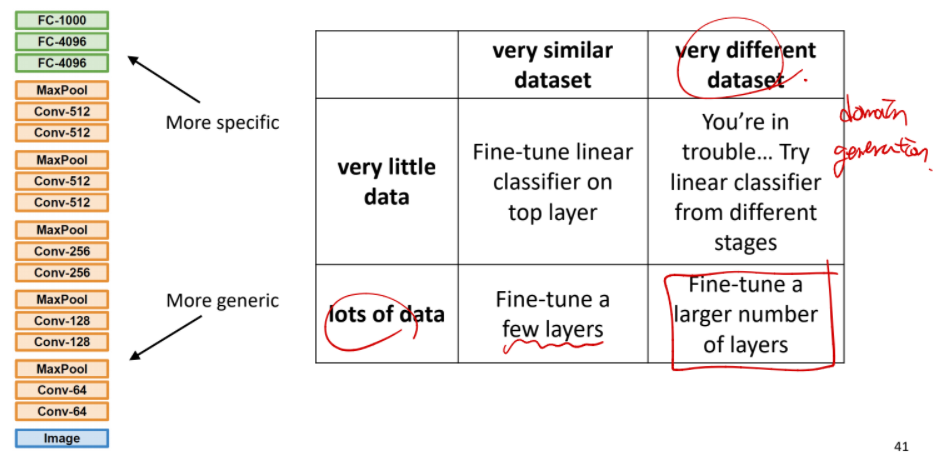 FC-1000
FC-4096
FC-4096
MaxPool
Conv-512
Conv-512
MaxPool
Conv-512
Conv-512
MaxPool
Conv-256
Conv-256
MaxPool
Conv-128
Conv-128
MaxPool
Conv-64
Conv-64
Image
More specific
More generic
very similar
dataset
very different
dataset
very little
data
Fine-tune linear
classifier on
top layer
You're in
trouble... Try
linear classifier
from different
stages
domain
generation
lots of data
Fine-tune a
few layers
Fine-tune a
larger number
of layers
41